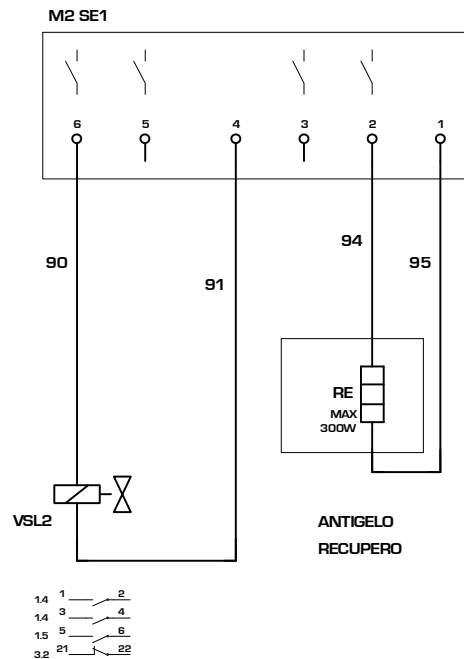 M2 SE1
6 5 4 3 2 1
90
91
94
95
RE
MAX
300W
VSL2
ANTIGELO
RECUPERO
1.4 1 2
1.4 3 4
1.5 5 6
3.2 21 22